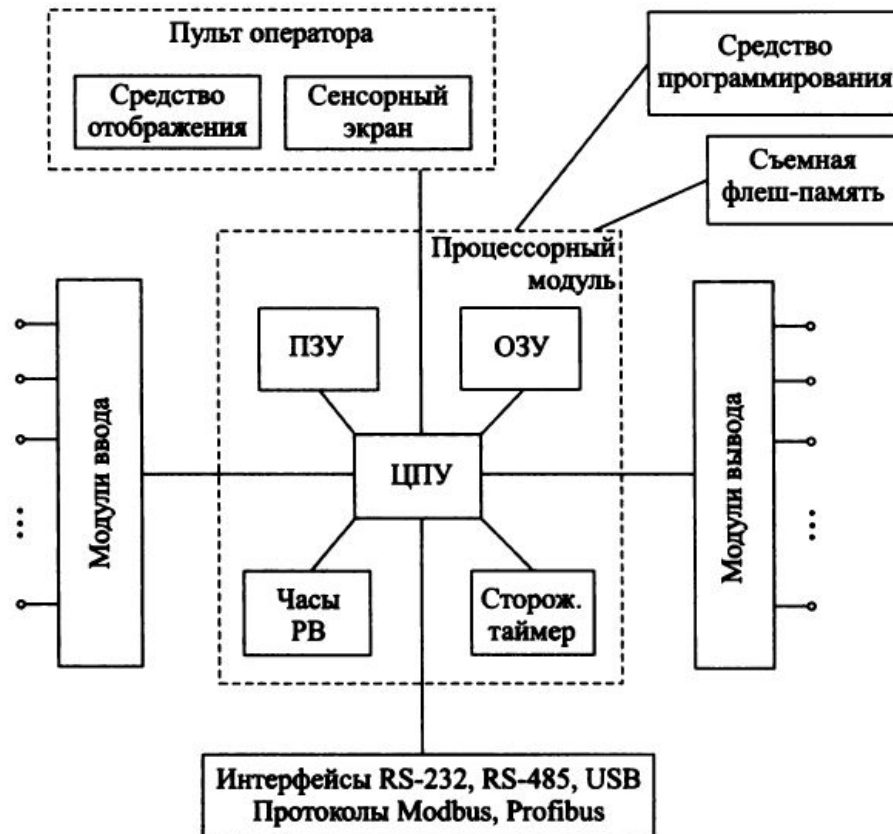 Пульт оператора
Средство
отображения
Сенсорный
экран
Средство
программирования
Съемная
флеш-память
Процессорный
модуль
ПЗУ
ОЗУ
ЦПУ
Часы
РВ
Сторож.
таймер
Модули ввода
Модули вывода
Интерфейсы RS-232, RS-485, USB
Протоколы Modbus, Profibus